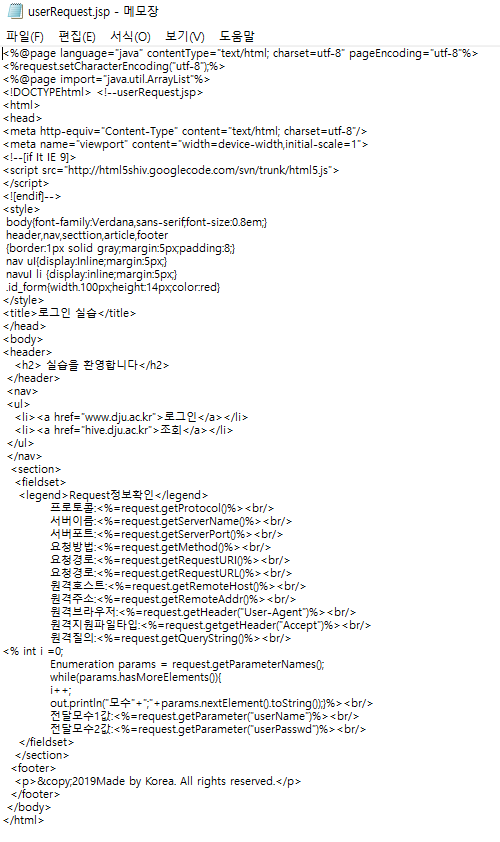 userRequest.jsp - 메모장
파일(F) 편집(E) 서식(O) 보기(V) 도움말
<%@page language="java" contentType="text/html; charset=utf-8" pageEncoding="utf-8"%>
<%request.setCharacterEncoding("utf-8");%>
<%@page import="java.util.ArrayList"%>
<!DOCTYPEhtml> <!--userRequest.jsp>
<html>
<head>
<meta http-equiv="Content-Type" content="text/html; charset=utf-8"/>
<meta name="viewport" content="width=device-width,initial-scale=1">
<!--[if lt IE 9]>
<script src="http://html5shiv.googlecode.com/svn/trunk/html5.js">
</script>
<![endif]-->
<style>
body{font-family:Verdana,sans-serif;font-size:0.8em;}
header,nav,secttion,article,footer
{border:1px solid gray;margin:5px;padding:8;}
nav ul{display:Inline;margin:5px;}
navul li {display:inline;margin:5px;}
.id_form{width.100px;height:14px;color:red}
</style>
<title>로그인 실습</title>
</head>
<body>
<header>
<h2> 실습을 환영합니다</h2>
</header>
<nav>
<ul>
<li><a href="www.dju.ac.kr">로그인</a></li>
<li><a href="hive.dju.ac.kr">조회</a></li>
</ul>
</nav>
<section>
<fieldset>
<legend>Request정보확인</legend>
프로토콜:<%=request.getProtocol()%><br/>
서버이름:<%=request.getServerName()%><br/>
서버포트:<%=request.getServerPort()%><br/>
요청방법:<%=request.getMethod()%><br/>
요청경로:<%=request.getRequestURI()%><br/>
요청경로:<%=request.getRequestURL()%><br/>
원격호스트:<%=request.getRemoteHost()%><br/>
원격주소:<%=request.getRemoteAddr()%><br/>
원격브라우저:<%=request.getHeader("User-Agent")%><br/>
원격지원파일타입:<%=request.getgetHeader("Accept")%><br/>
원격질의:<%=request.getQueryString()%><br/>
<% int i =0;
Enumeration params = request.getParameterNames();
while(params.hasMoreElements()){
i++;
out.println("모수"+";"+params.nextElement().toString());}%><br/>
전달모수1값:<%=request.getParameter("userName")%><br/>
전달모수2값:<%=request.getParameter("userPasswd")%><br/>
</fieldset>
</section>
<footer>
<p>&copy;2019Made by Korea. All rights reserved.</p>
</footer>
</body>
</html>